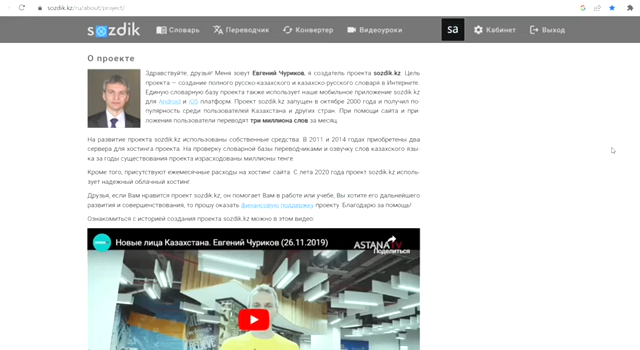 sozdik.kz/ru/about/project/
sozdik Словарь Переводчик Конвертер Видеоуроки sa Кабинет Выход
О проекте
Здравствуйте, друзья! Меня зовут Евгений Чуриков, я создатель проекта sozdik.kz. Цель
проекта — создание полного русско-казахского и казахско-русского словаря в Интернете.
Единую словарную базу проекта также использует наше мобильное приложение sozdik.kz
для Android и iOS платформ. Проект sozdik.kz запущен в октябре 2000 года и получил по-
пулярность среди пользователей Казахстана и других стран. При помощи сайта и при-
ложения пользователи переводят три миллиона слов за месяц.
На развитие проекта sozdik.kz использованы собственные средства. В 2011 и 2014 годах приобретены два
сервера для хостинга проекта. На проверку словарной базы переводчиками и озвучку слов казахского язы-
ка за годы существования проекта израсходованы миллионы тенге.
Кроме того, присутствуют ежемесячные расходы на хостинг сайта. С лета 2020 года проект sozdik.kz исполь-
зует надежный облачный хостинг.
Друзья, если Вам нравится проект sozdik.kz, он помогает Вам в работе или учебе, Вы хотите его дальнейшего
развития и совершенствования, то прошу оказать финансовую поддержку проекту. Благодарю за помощь!
Ознакомиться с историей создания проекта sozdik.kz можно в этом видео:
Новые лица Казахстана. Евгений Чуриков (26.11.2019)
ASTANATV
Поделиться